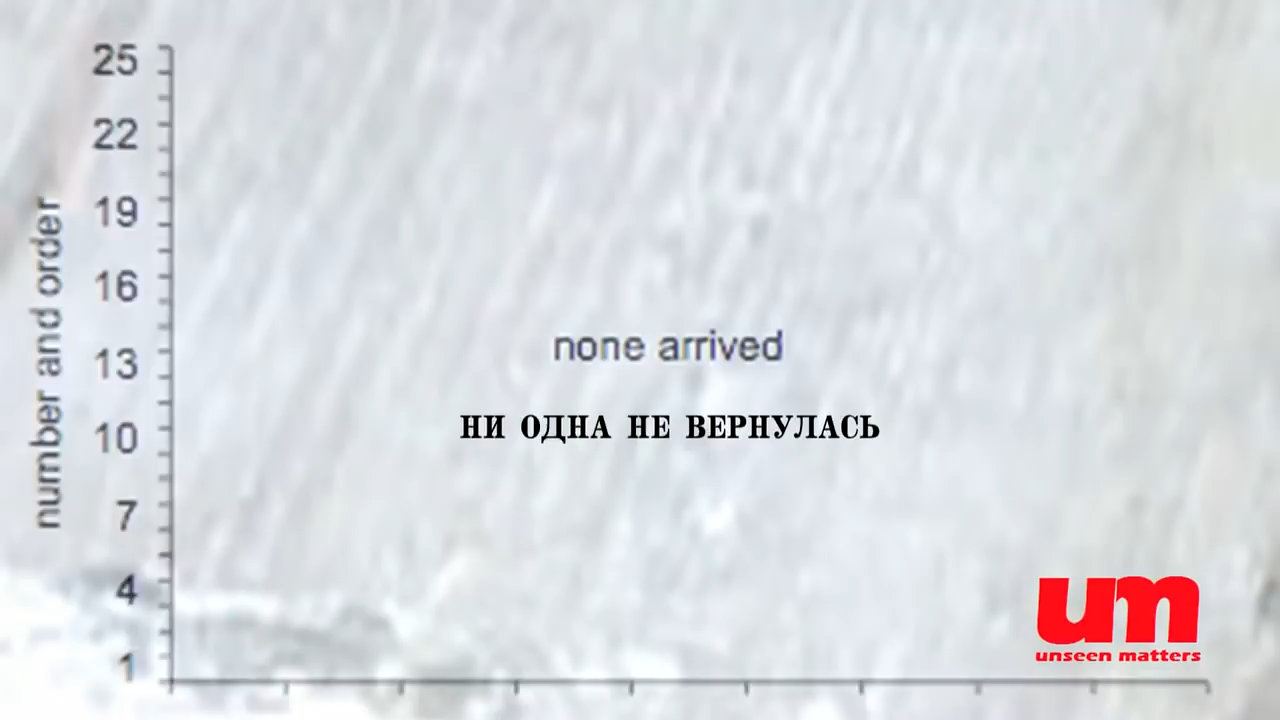 25
22
19
16
13
10
7
4
1
number and order
none arrived
НИ ОДНА НЕ ВЕРНУЛАСЬ
um
unseen matters